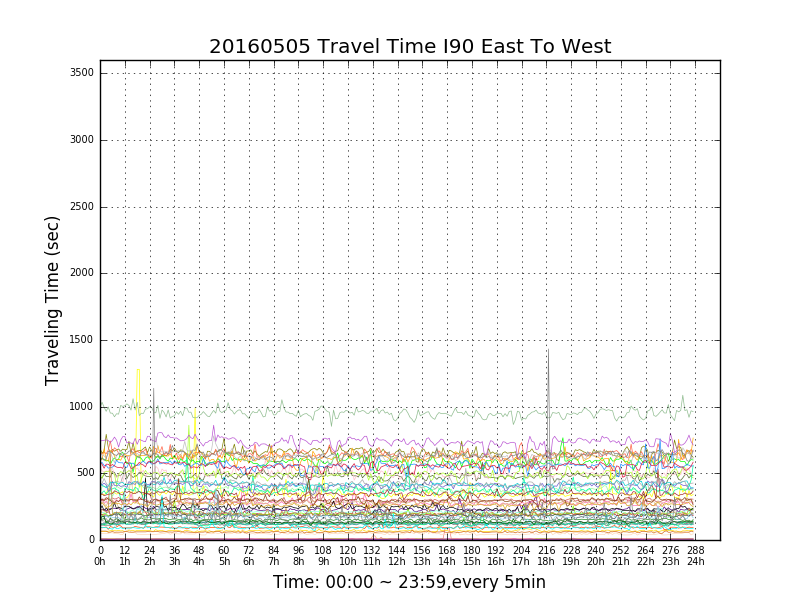 20160505 Travel Time I90 East To West
Traveling Time (sec)
3500
3000
2500
2000
1500
1000
500
0
0 12 24 36 48 60 72 84 96 108 120 132 144 156 168 180 192 204 216 228 240 252 264 276 288
0h 1h 2h 3h 4h 5h 6h 7h 8h 9h 10h 11h 12h 13h 14h 15h 16h 17h 18h 19h 20h 21h 22h 23h 24h
Time: 00:00 ~ 23:59,every 5min